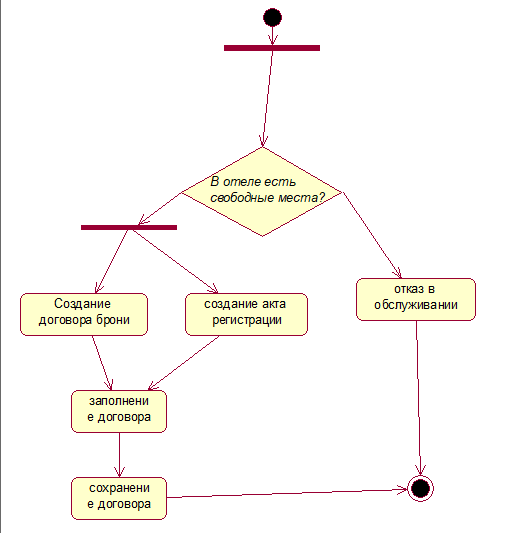 В отеле есть
свободные места?
Создание
договора брони
создание акта
регистрации
отказ в
обслуживании
заполнени
е договора
сохранени
е договора